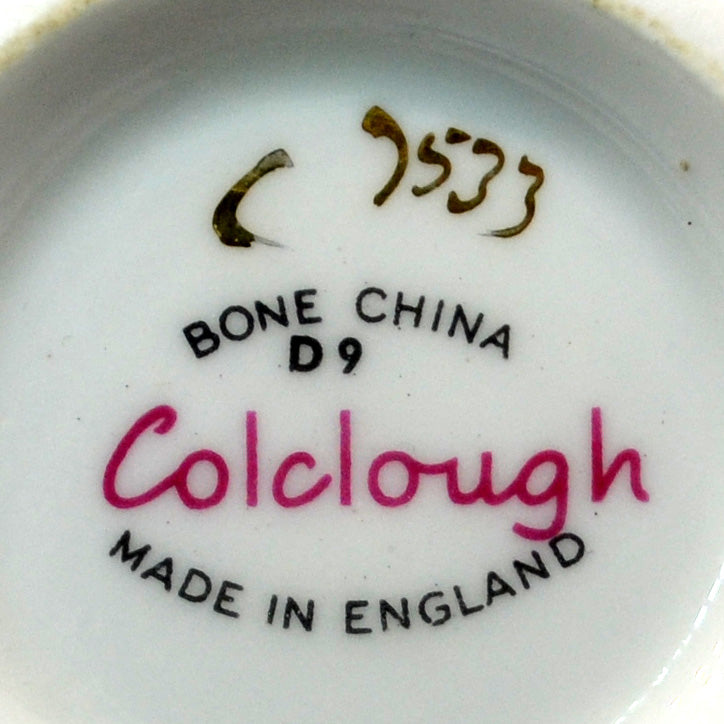 C 7533
BONE CHINA
D9
Colclough
MADE IN ENGLAND